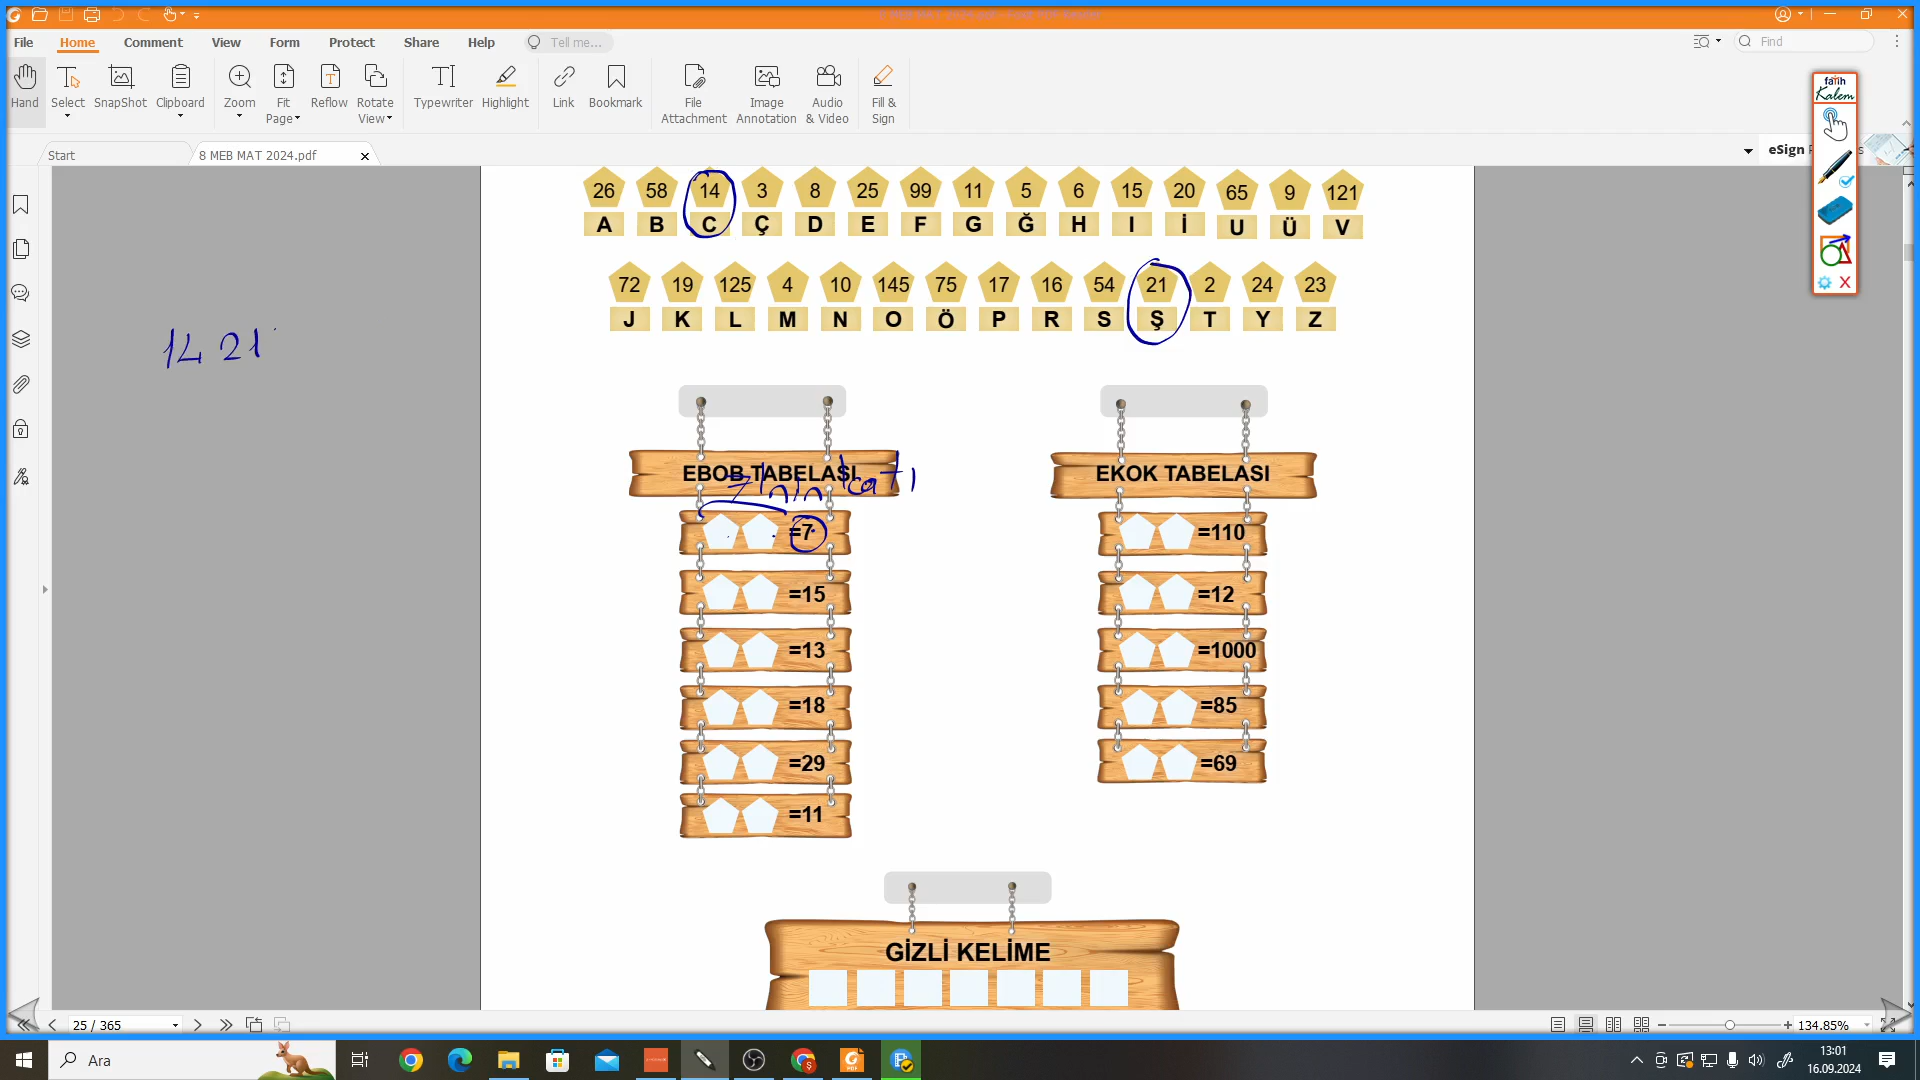 File Home Comment View Form Protect Share Help Tell me... Find
Hand Select SnapShot Clipboard Zoom Fit Page Reflow Rotate View Typewriter Highlight Link Bookmark File Attachment Image Annotation Audio & Video Fill & Sign
fatih
Kalem
Start 8 MEB MAT 2024.pdf eSign
26 58 14 3 8 25 99 11 5 6 15 20 65 9 121
A B C Ç D E F G Ğ H I İ U Ü V
72 19 125 4 10 145 75 17 16 54 21 2 24 23
J K L M N O Ö P R S Ş T Y Z
14 21
EBOB TABELASI
7'nin katı
=7
=15
=13
=18
=29
=11
EKOK TABELASI
=110
=12
=1000
=85
=69
GİZLİ KELİME
25 / 365
134.85%
Ara
13:01
16.09.2024